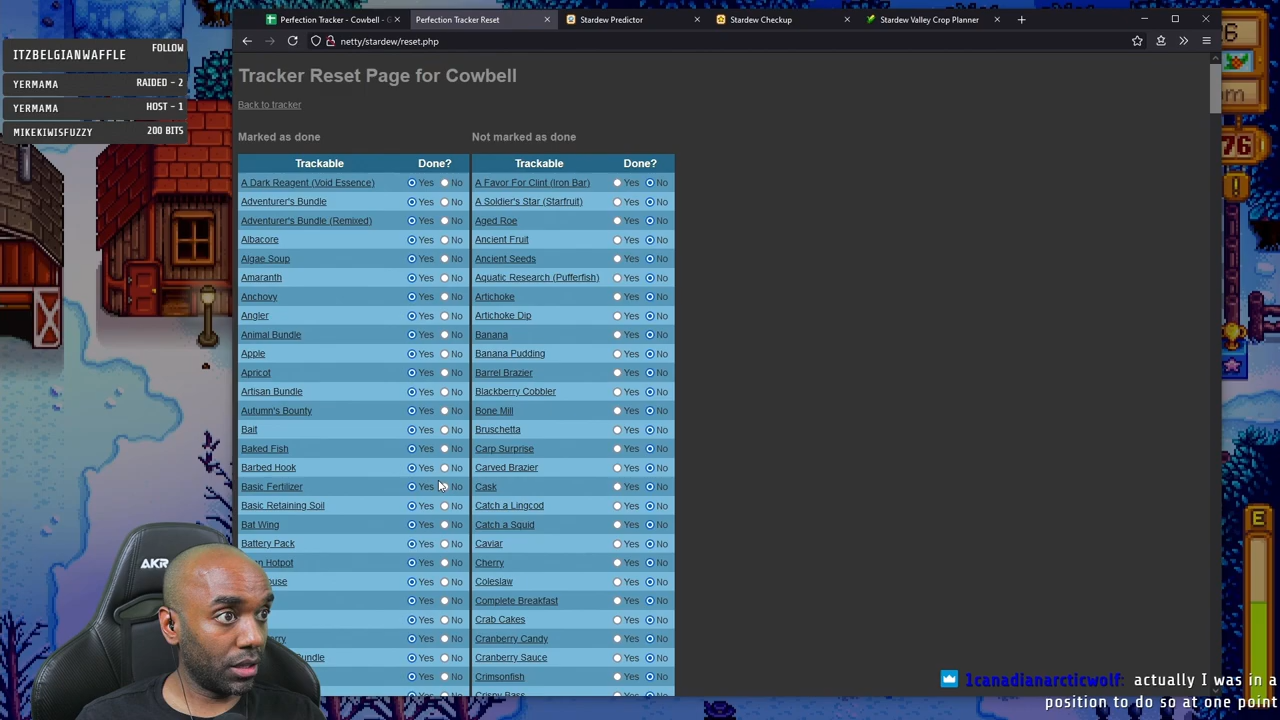 ITZBELGIANWAFFLE FOLLOW
YERMAMA RAIDED - 2
YERMAMA HOST - 1
MIKEKIWISFUZZY 200 BITS
Perfection Tracker - Cowbell - G
Perfection Tracker Reset
Stardew Predictor
Stardew Checkup
Stardew Valley Crop Planner
netty/stardew/reset.php
Tracker Reset Page for Cowbell
Back to tracker
Marked as done Not marked as done
Trackable Done? Trackable Done?
A Dark Reagent (Void Essence) Yes No A Favor For Clint (Iron Bar) Yes No
Adventurer's Bundle Yes No A Soldier's Star (Starfruit) Yes No
Adventurer's Bundle (Remixed) Yes No Aged Roe Yes No
Albacore Yes No Ancient Fruit Yes No
Algae Soup Yes No Ancient Seeds Yes No
Amaranth Yes No Aquatic Research (Pufferfish) Yes No
Anchovy Yes No Artichoke Yes No
Angler Yes No Artichoke Dip Yes No
Animal Bundle Yes No Banana Yes No
Apple Yes No Banana Pudding Yes No
Apricot Yes No Barrel Brazier Yes No
Artisan Bundle Yes No Blackberry Cobbler Yes No
Autumn's Bounty Yes No Bone Mill Yes No
Bait Yes No Bruschetta Yes No
Baked Fish Yes No Carp Surprise Yes No
Barbed Hook Yes No Carved Brazier Yes No
Basic Fertilizer Yes No Cask Yes No
Basic Retaining Soil Yes No Catch a Lingcod Yes No
Bat Wing Yes No Catch a Squid Yes No
Battery Pack Yes No Caviar Yes No
Hotpot Yes No Cherry Yes No
Yes No Coleslaw Yes No
Yes No Complete Breakfast Yes No
Yes No Crab Cakes Yes No
Yes No Cranberry Candy Yes No
Yes No Cranberry Sauce Yes No
Yes No Crimsonfish Yes No
Yes No Crispy Bass Yes No
AKR
76
E
1canadianarcticwolf: actually I was in a
position to do so at one point